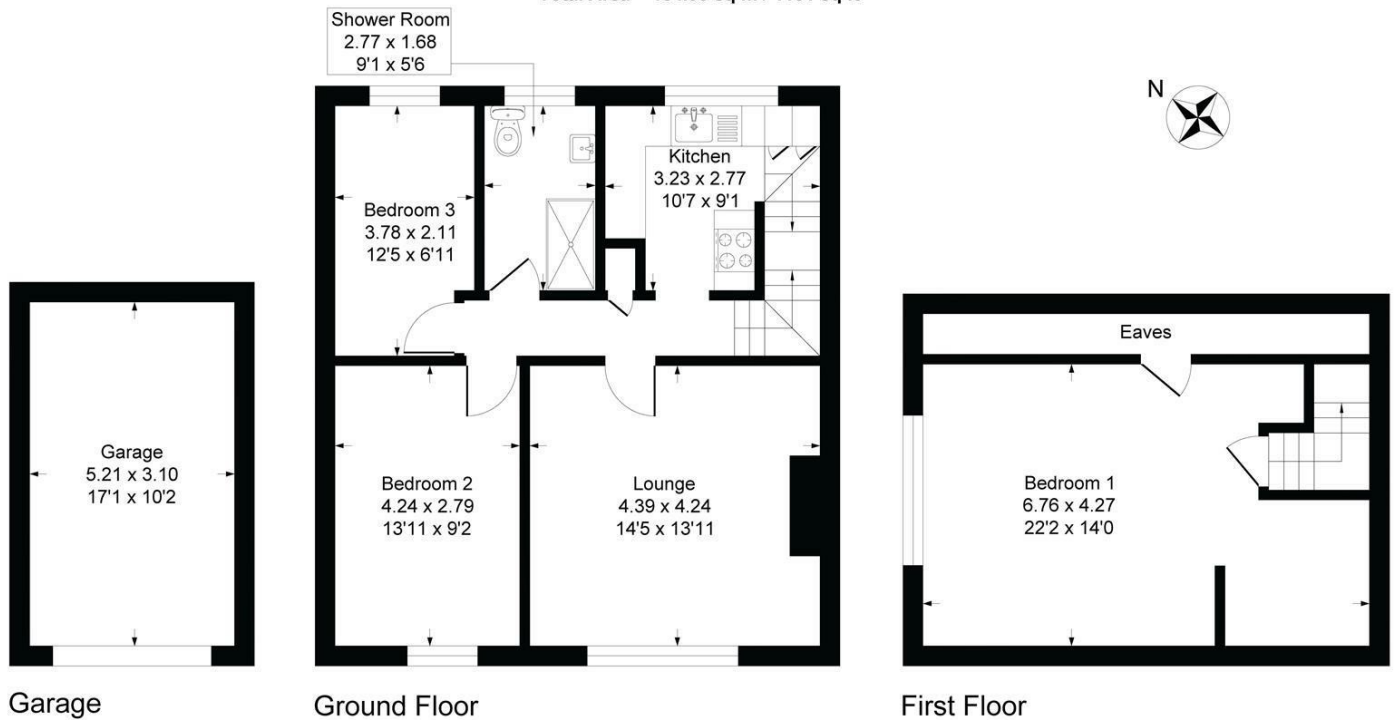 Shower Room
2.77 x 1.68
9'1 x 5'6
N
Kitchen
3.23 x 2.77
10'7 x 9'1
Bedroom 3
3.78 x 2.11
12'5 x 6'11
Eaves
Garage
5.21 x 3.10
17'1 x 10'2
Bedroom 2
4.24 x 2.79
13'11 x 9'2
Lounge
4.39 x 4.24
14'5 x 13'11
Bedroom 1
6.76 x 4.27
22'2 x 14'0
Garage
Ground Floor
First Floor